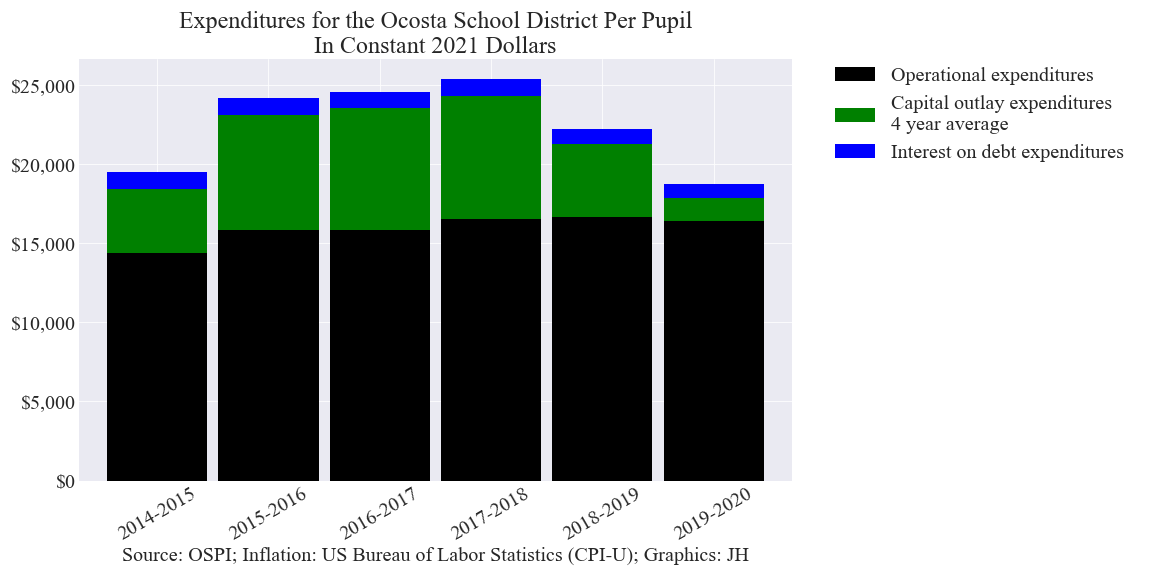 Expenditures for the Ocosta School District Per Pupil
In Constant 2021 Dollars
$25,000
$20,000
$15,000
$10,000
$5,000
$0
2014-2015
2015-2016
2016-2017
2017-2018
2018-2019
2019-2020
Source: OSPI; Inflation: US Bureau of Labor Statistics (CPI-U); Graphics: JH
Operational expenditures
Capital outlay expenditures
4 year average
Interest on debt expenditures